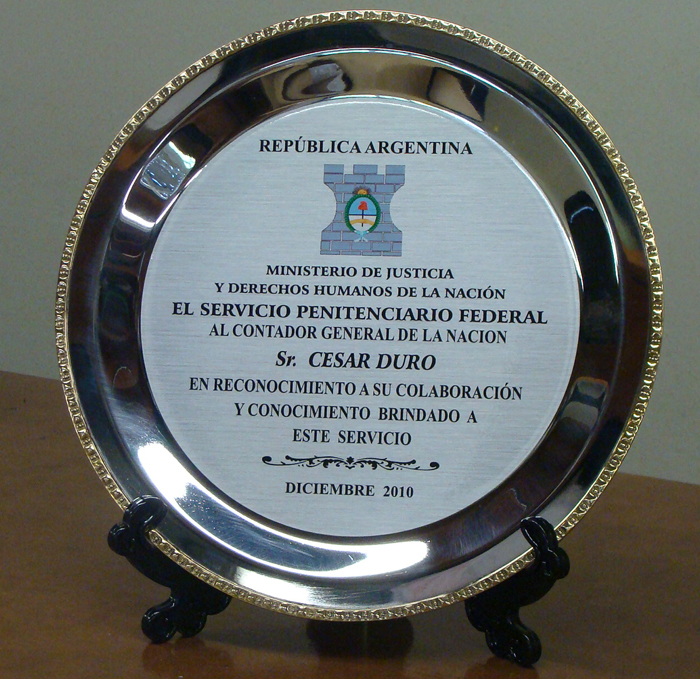 REPÚBLICA ARGENTINA
MINISTERIO DE JUSTICIA
Y DERECHOS HUMANOS DE LA NACIÓN
EL SERVICIO PENITENCIARIO FEDERAL
AL CONTADOR GENERAL DE LA NACION
Sr. CESAR DURO
EN RECONOCIMIENTO A SU COLABORACIÓN
Y CONOCIMIENTO BRINDADO A
ESTE SERVICIO
DICIEMBRE 2010